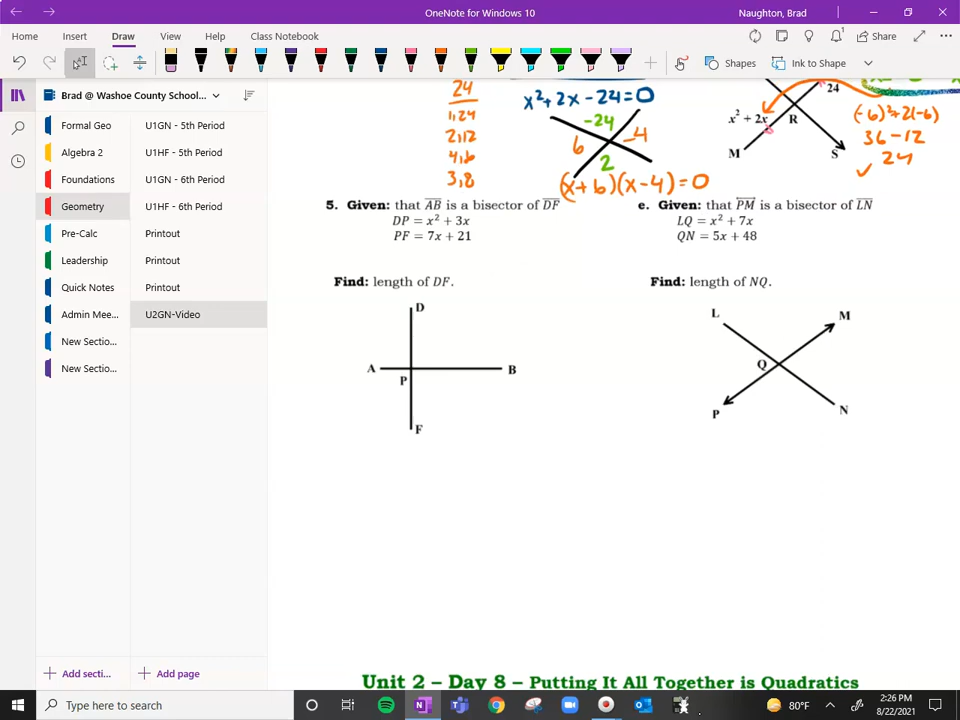 OneNote for Windows 10
Naughton, Brad
Home Insert Draw View Help Class Notebook
Share
Shapes
Ink to Shape
Brad @ Washoe County School...
Formal Geo
Algebra 2
Foundations
Geometry
Pre-Calc
Leadership
Quick Notes
Admin Mee...
New Sectio...
New Sectio...
Add secti...
U1GN - 5th Period
U1HF - 5th Period
U1GN - 6th Period
U1HF - 6th Period
Printout
Printout
Printout
U2GN-Video
Add page
24
1,24
2,12
4,6
3,8
x² + 2x - 24 = 0
-24
6 -4
2
(x + 6)(x - 4) = 0
24
x² + 2x
R
M
S
(-6)² + 2(-6)
36 - 12
24
5. Given: that AB is a bisector of DF
DP = x² + 3x
PF = 7x + 21
Find: length of DF.
D
A
B
P
F
e. Given: that PM is a bisector of LN
LQ = x² + 7x
QN = 5x + 48
Find: length of NQ.
L
M
Q
P
N
Unit 2 – Day 8 – Putting It All Together is Quadratics
Type here to search
80°F
2:26 PM
8/22/2021